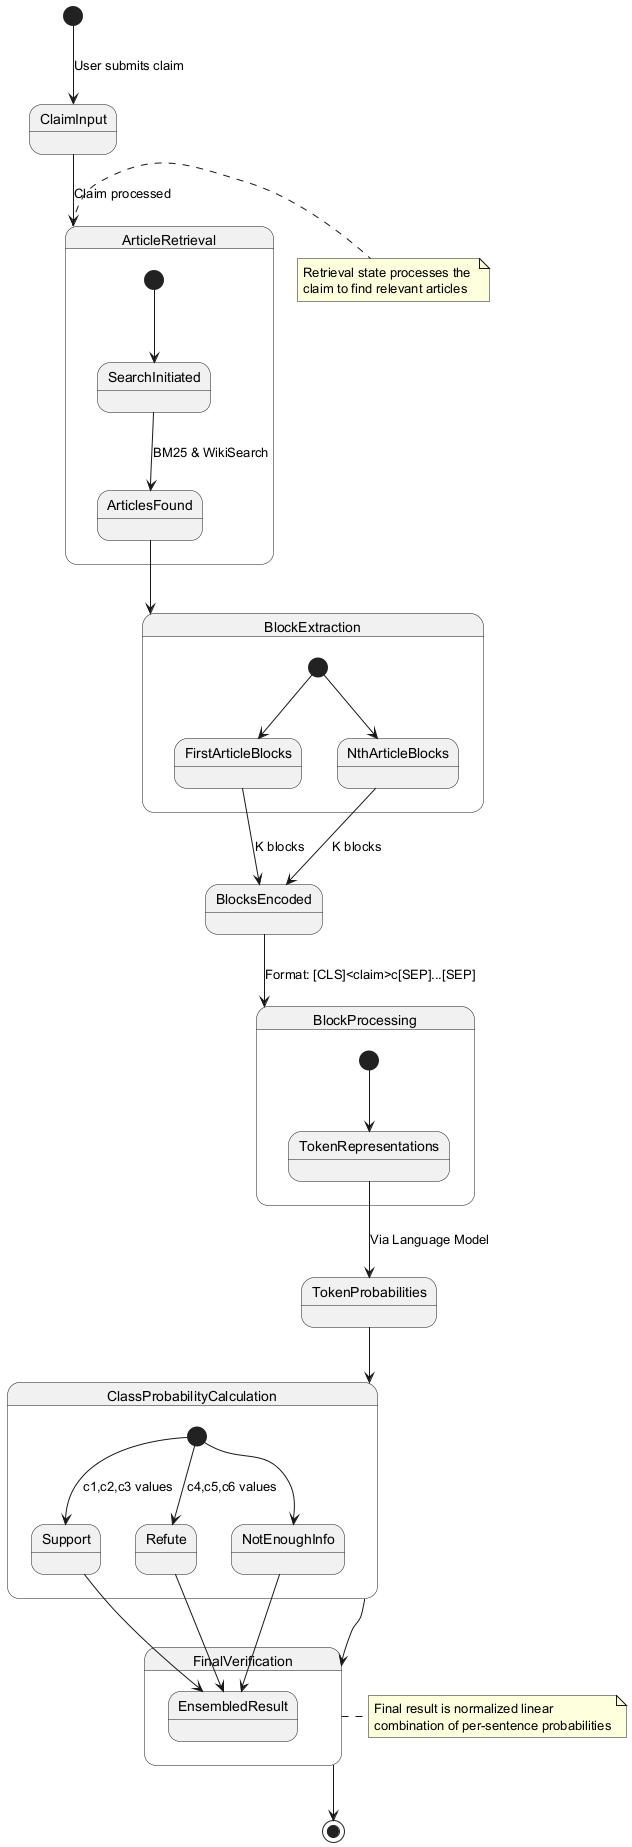 User submits claim
ClaimInput
Claim processed
ArticleRetrieval
Retrieval state processes the
claim to find relevant articles
SearchInitiated
BM25 & WikiSearch
ArticlesFound
BlockExtraction
FirstArticleBlocks
NthArticleBlocks
K blocks
K blocks
BlocksEncoded
Format: [CLS]<claim>c[SEP]...[SEP]
BlockProcessing
TokenRepresentations
Via Language Model
TokenProbabilities
ClassProbabilityCalculation
c1,c2,c3 values
c4,c5,c6 values
Support
Refute
NotEnoughInfo
FinalVerification
EnsembledResult
Final result is normalized linear
combination of per-sentence probabilities